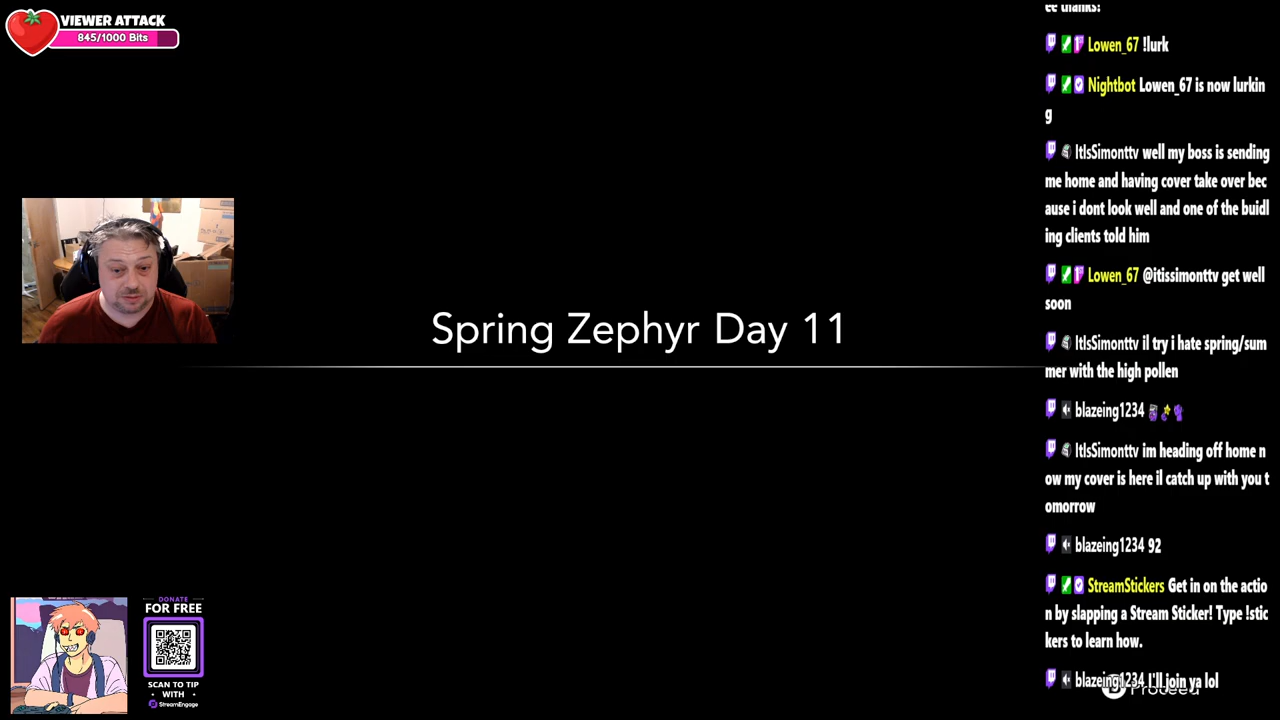 VIEWER ATTACK
845/1000 Bits
ee thanks!
Lowen_67 !lurk
Nightbot Lowen_67 is now lurkin
g
ItIsSimonttv well my boss is sending
me home and having cover take over bec
ause i dont look well and one of the buidl
ing clients told him
Lowen_67 @itissimonttv get well
soon
ItIsSimonttv il try i hate spring/sum
mer with the high pollen
Spring Zephyr Day 11
blazeing1234
ItIsSimonttv im heading off home n
ow my cover is here il catch up with you t
omorrow
blazeing1234 92
StreamStickers Get in on the actio
n by slapping a Stream Sticker! Type !stic
kers to learn how.
blazeing1234 I'll join ya lol
Proceed
DONATE
FOR FREE
SCAN TO TIP
• WITH •
StreamEngage